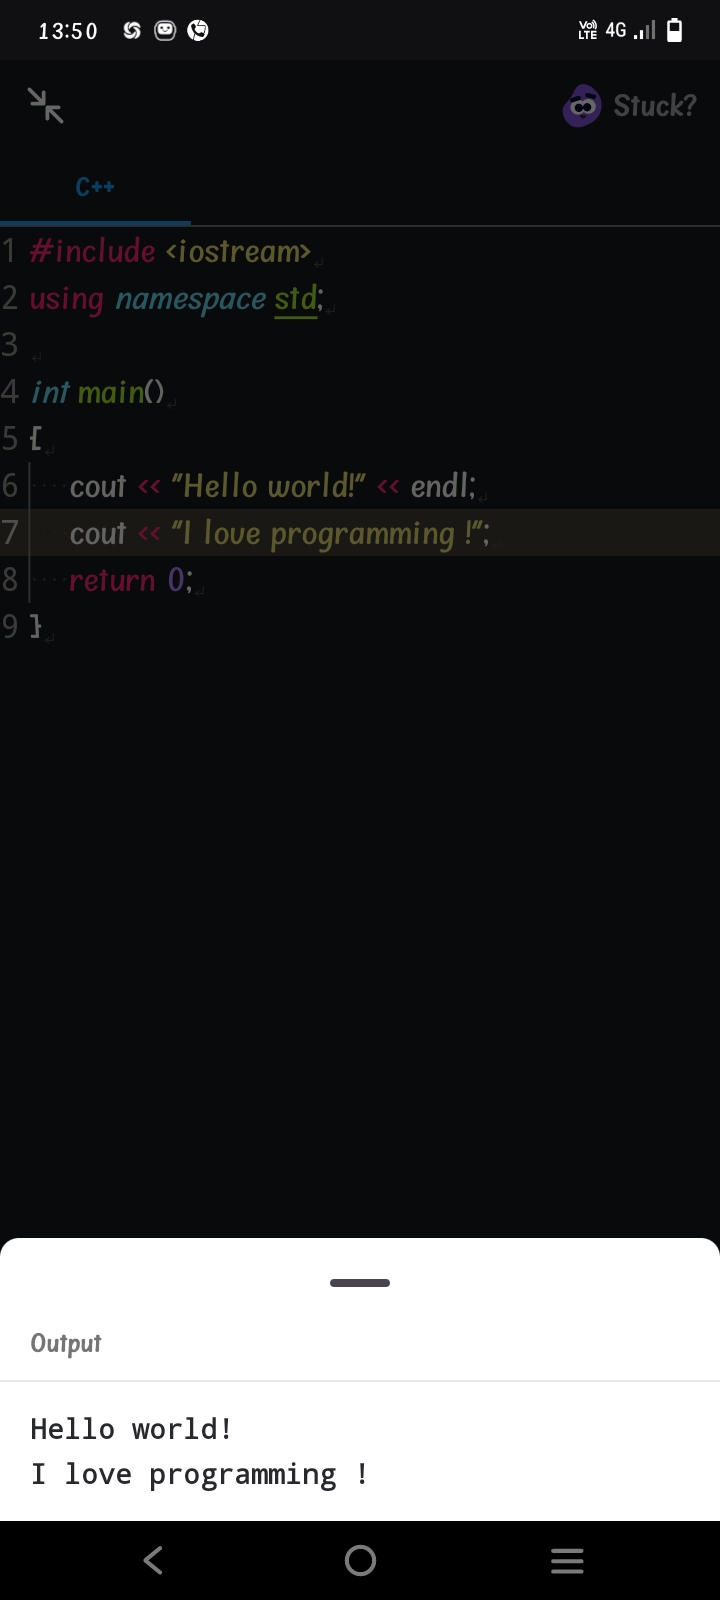 13:50
Vo)) LTE 4G
Stuck?
C++
1 #include <iostream>
2 using namespace std;
3
4 int main()
5 {
6 cout << "Hello world!" << endl;
7 cout << "I love programming !";
8 return 0;
9 }
Output
Hello world!
I love programming !